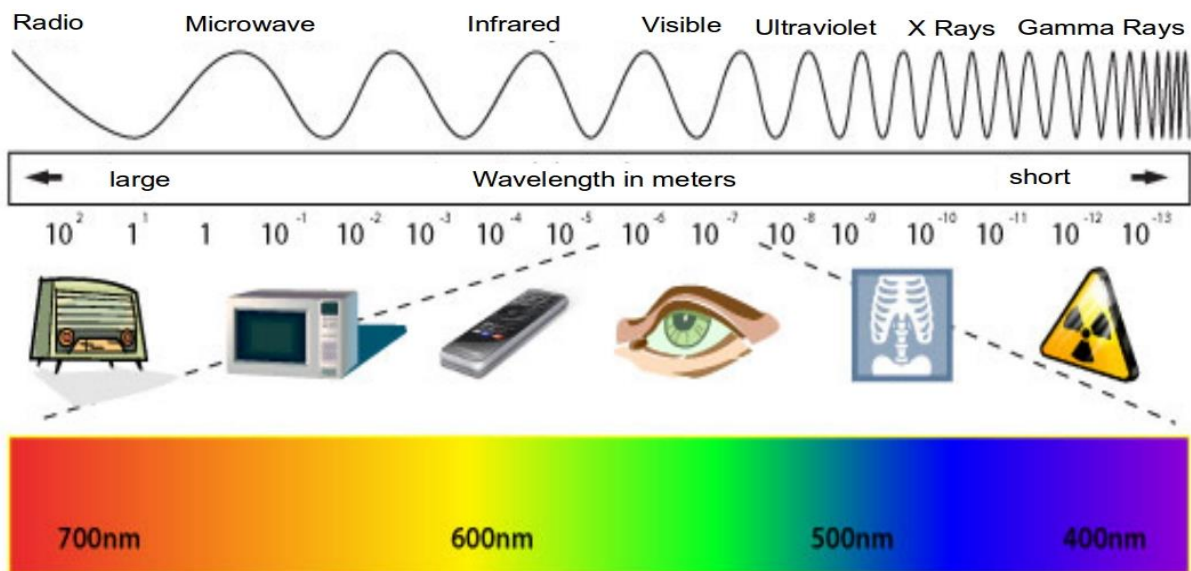 Radio Microwave Infrared Visible Ultraviolet X Rays Gamma Rays
large Wavelength in meters short
10² 1¹ 1 10⁻¹ 10⁻² 10⁻³ 10⁻⁴ 10⁻⁵ 10⁻⁶ 10⁻⁷ 10⁻⁸ 10⁻⁹ 10⁻¹⁰ 10⁻¹¹ 10⁻¹² 10⁻¹³
700nm 600nm 500nm 400nm